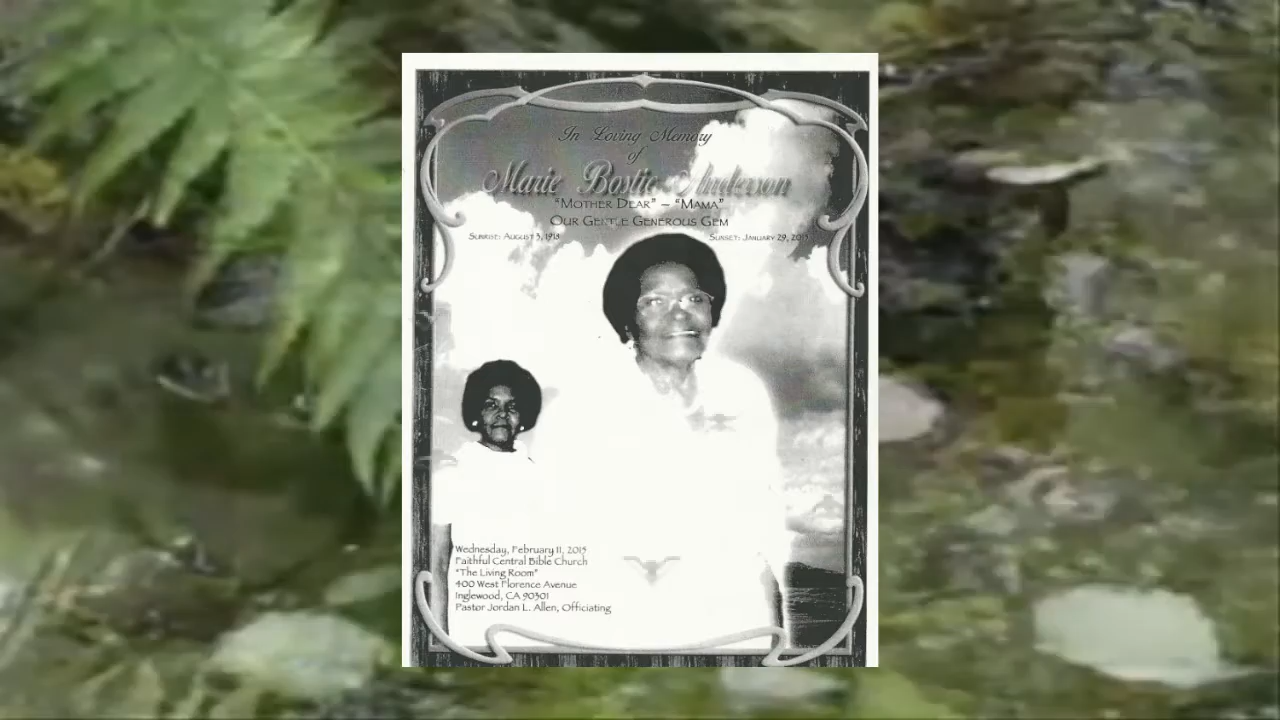 In Loving Memory
of
Marie Bostic Anderson
"MOTHER DEAR" – "MAMA"
OUR GENTLE GENEROUS GEM
SUNRISE: AUGUST 3, 1913
SUNSET: JANUARY 29, 2015
Wednesday, February 11, 2015
Faithful Central Bible Church
"The Living Room"
400 West Florence Avenue
Inglewood, CA 90301
Pastor Jordan L. Allen, Officiating